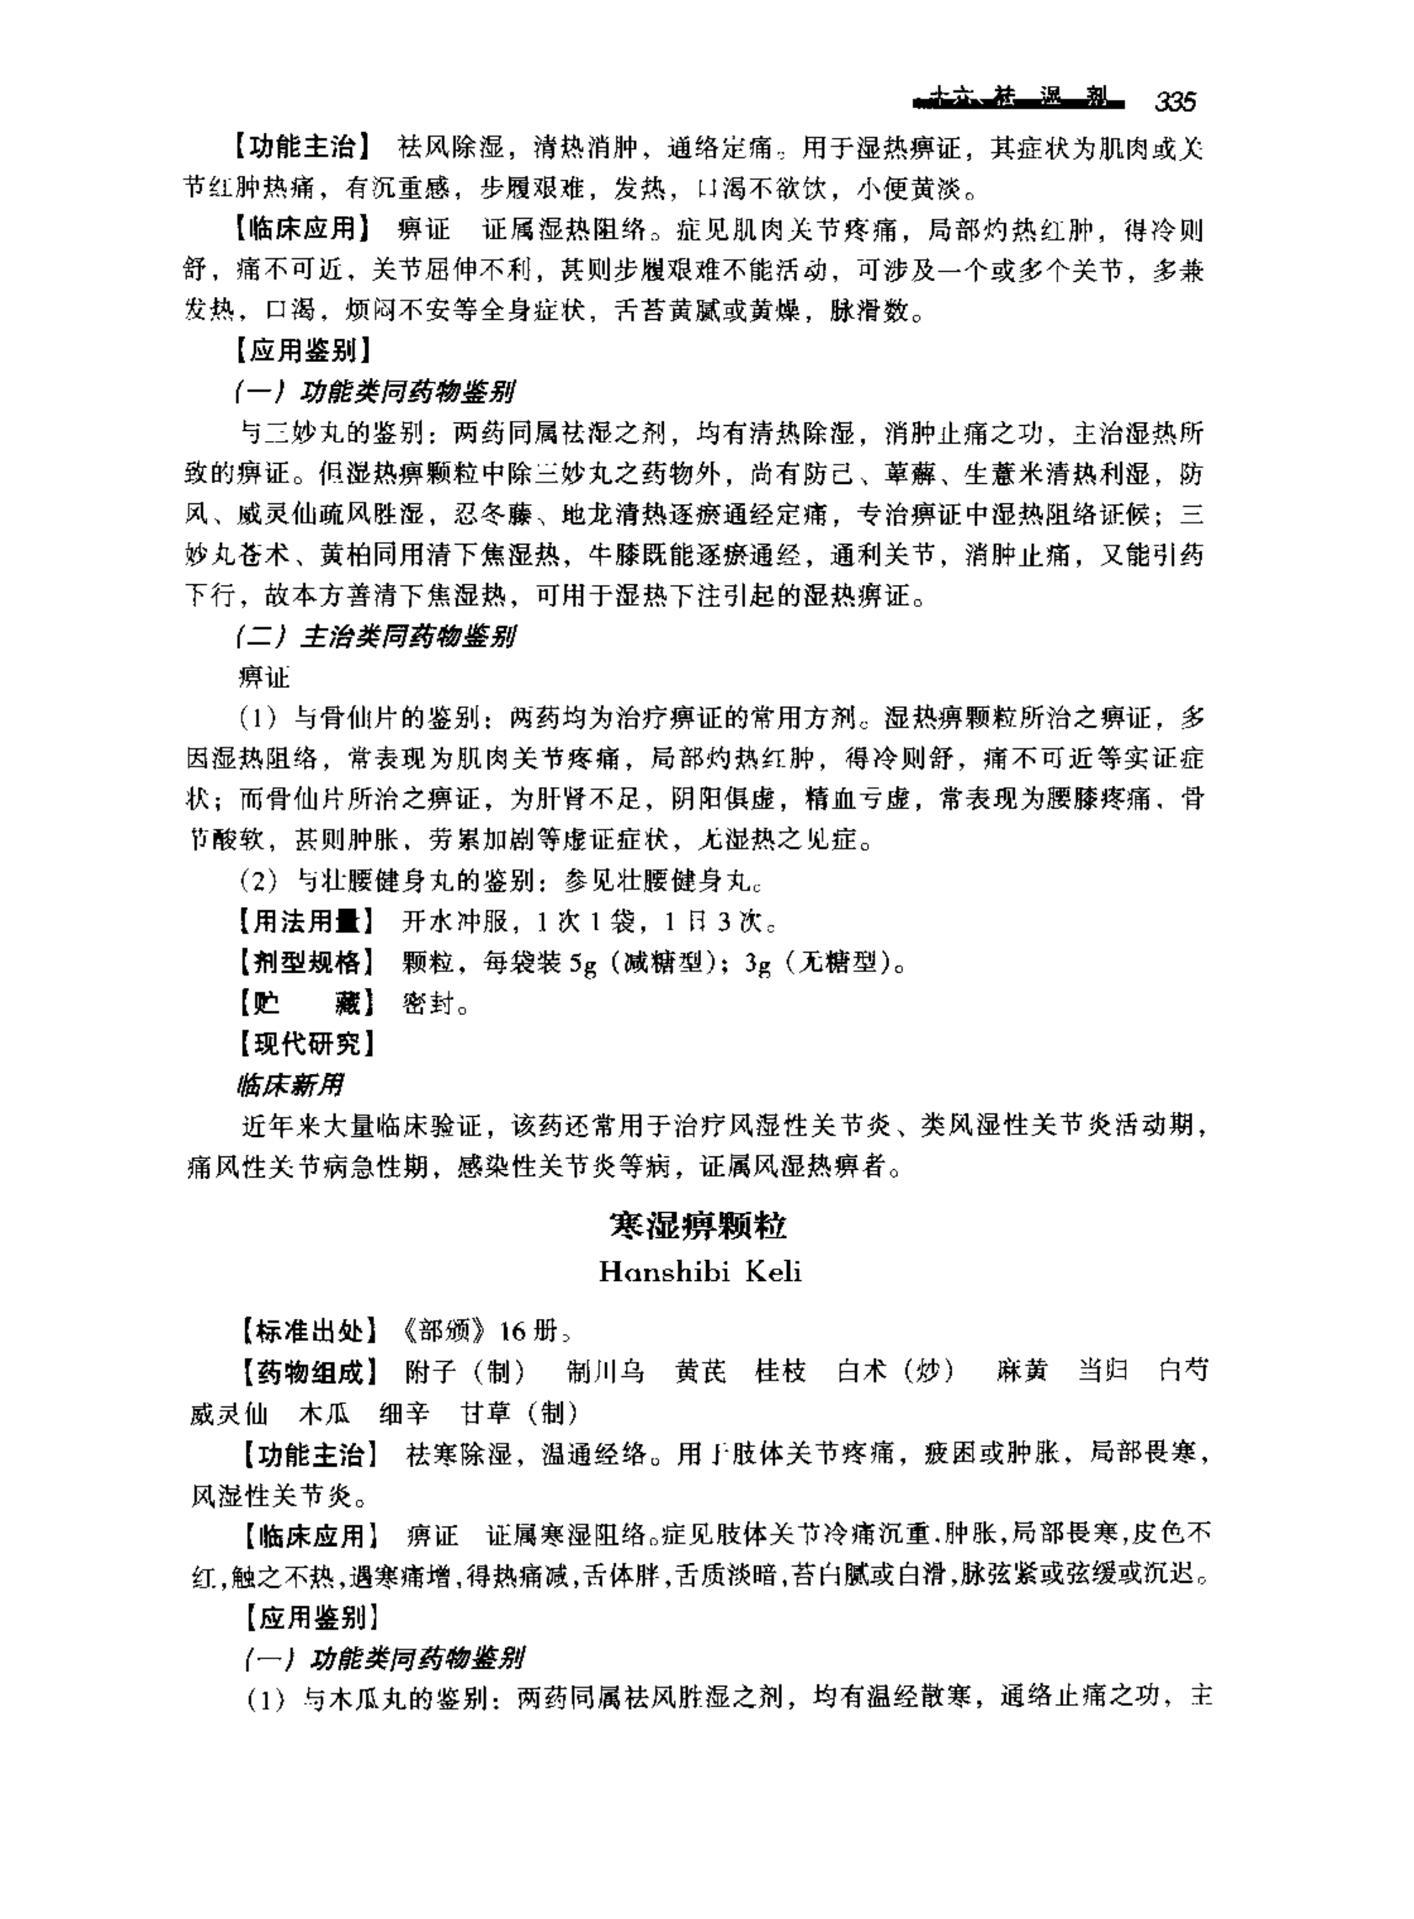 十六、祛湿剂 335
【功能主治】 祛风除湿，清热消肿，通络定痛。用于湿热痹证，其症状为肌肉或关
节红肿热痛，有沉重感，步履艰难，发热，口渴不欲饮，小便黄淡。
【临床应用】 痹证 证属湿热阻络。症见肌肉关节疼痛，局部灼热红肿，得冷则
舒，痛不可近，关节屈伸不利，甚则步履艰难不能活动，可涉及一个或多个关节，多兼
发热，口渴，烦闷不安等全身症状，舌苔黄腻或黄燥，脉滑数。
【应用鉴别】
（一）功能类同药物鉴别
与三妙丸的鉴别：两药同属祛湿之剂，均有清热除湿，消肿止痛之功，主治湿热所
致的痹证。但湿热痹颗粒中除三妙丸之药物外，尚有防己、萆薢、生薏米清热利湿，防
风、威灵仙疏风胜湿，忍冬藤、地龙清热逐瘀通经定痛，专治痹证中湿热阻络证候；三
妙丸苍术、黄柏同用清下焦湿热，牛膝既能逐瘀通经，通利关节，消肿止痛，又能引药
下行，故本方善清下焦湿热，可用于湿热下注引起的湿热痹证。
（二）主治类同药物鉴别
痹证
（1）与骨仙片的鉴别：两药均为治疗痹证的常用方剂。湿热痹颗粒所治之痹证，多
因湿热阻络，常表现为肌肉关节疼痛，局部灼热红肿，得冷则舒，痛不可近等实证症
状；而骨仙片所治之痹证，为肝肾不足，阴阳俱虚，精血亏虚，常表现为腰膝疼痛、骨
节酸软，甚则肿胀，劳累加剧等虚证症状，无湿热之见症。
（2）与壮腰健身丸的鉴别：参见壮腰健身丸。
【用法用量】 开水冲服，1次1袋，1日3次。
【剂型规格】 颗粒，每袋装5g（减糖型）；3g（无糖型）。
【贮 藏】 密封。
【现代研究】
临床新用
近年来大量临床验证，该药还常用于治疗风湿性关节炎、类风湿性关节炎活动期，
痛风性关节病急性期，感染性关节炎等病，证属风湿热痹者。
寒湿痹颗粒
Hanshibi Keli
【标准出处】《部颁》16册。
【药物组成】 附子（制） 制川乌 黄芪 桂枝 白术（炒） 麻黄 当归 白芍
威灵仙 木瓜 细辛 甘草（制）
【功能主治】 祛寒除湿，温通经络。用于肢体关节疼痛，疲困或肿胀，局部畏寒，
风湿性关节炎。
【临床应用】 痹证 证属寒湿阻络。症见肢体关节冷痛沉重，肿胀，局部畏寒，皮色不
红，触之不热，遇寒痛增，得热痛减，舌体胖，舌质淡暗，苔白腻或白滑，脉弦紧或弦缓或沉迟。
【应用鉴别】
（一）功能类同药物鉴别
（1）与木瓜丸的鉴别：两药同属祛风胜湿之剂，均有温经散寒，通络止痛之功，主